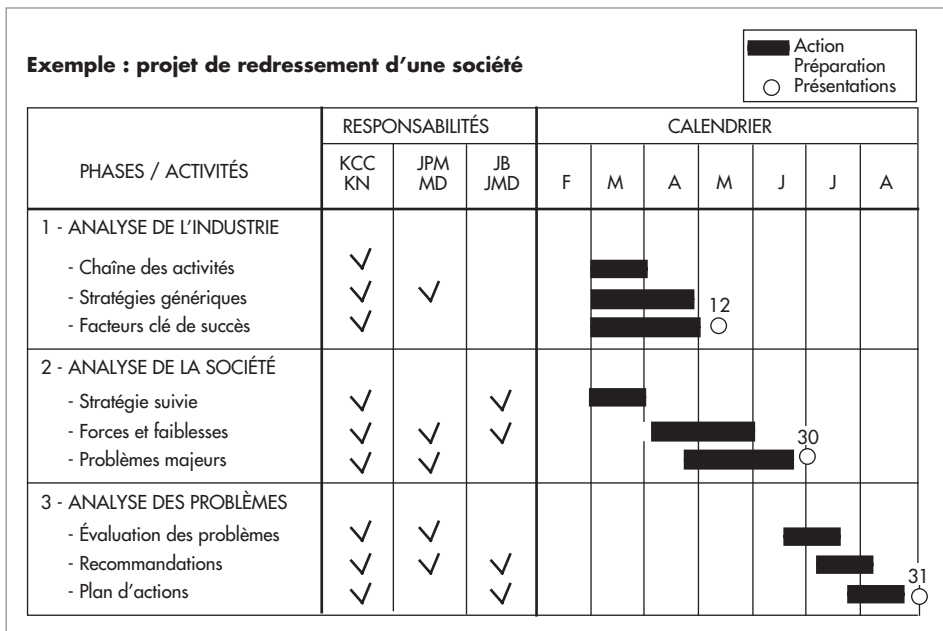 Exemple : projet de redressement d'une société
Action
Préparation
Présentations
PHASES / ACTIVITÉS
RESPONSABILITÉS
CALENDRIER
KCC
KN
JPM
MD
JB
JMD
F M A M J J A
1 - ANALYSE DE L'INDUSTRIE
- Chaîne des activités
- Stratégies génériques
- Facteurs clé de succès
12
2 - ANALYSE DE LA SOCIÉTÉ
- Stratégie suivie
- Forces et faiblesses
- Problèmes majeurs
30
3 - ANALYSE DES PROBLÈMES
- Évaluation des problèmes
- Recommandations
- Plan d'actions
31